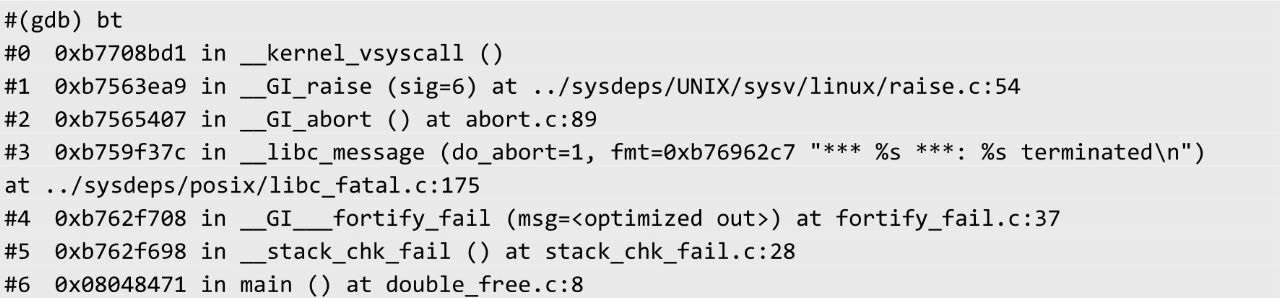 #(gdb) bt
#0  0xb7708bd1 in __kernel_vsyscall ()
#1  0xb7563ea9 in __GI_raise (sig=6) at ../sysdeps/UNIX/sysv/linux/raise.c:54
#2  0xb7565407 in __GI_abort () at abort.c:89
#3  0xb759f37c in __libc_message (do_abort=1, fmt=0xb76962c7 "*** %s ***: %s terminated\n")
at ../sysdeps/posix/libc_fatal.c:175
#4  0xb762f708 in __GI___fortify_fail (msg=<optimized out>) at fortify_fail.c:37
#5  0xb762f698 in __stack_chk_fail () at stack_chk_fail.c:28
#6  0x08048471 in main () at double_free.c:8